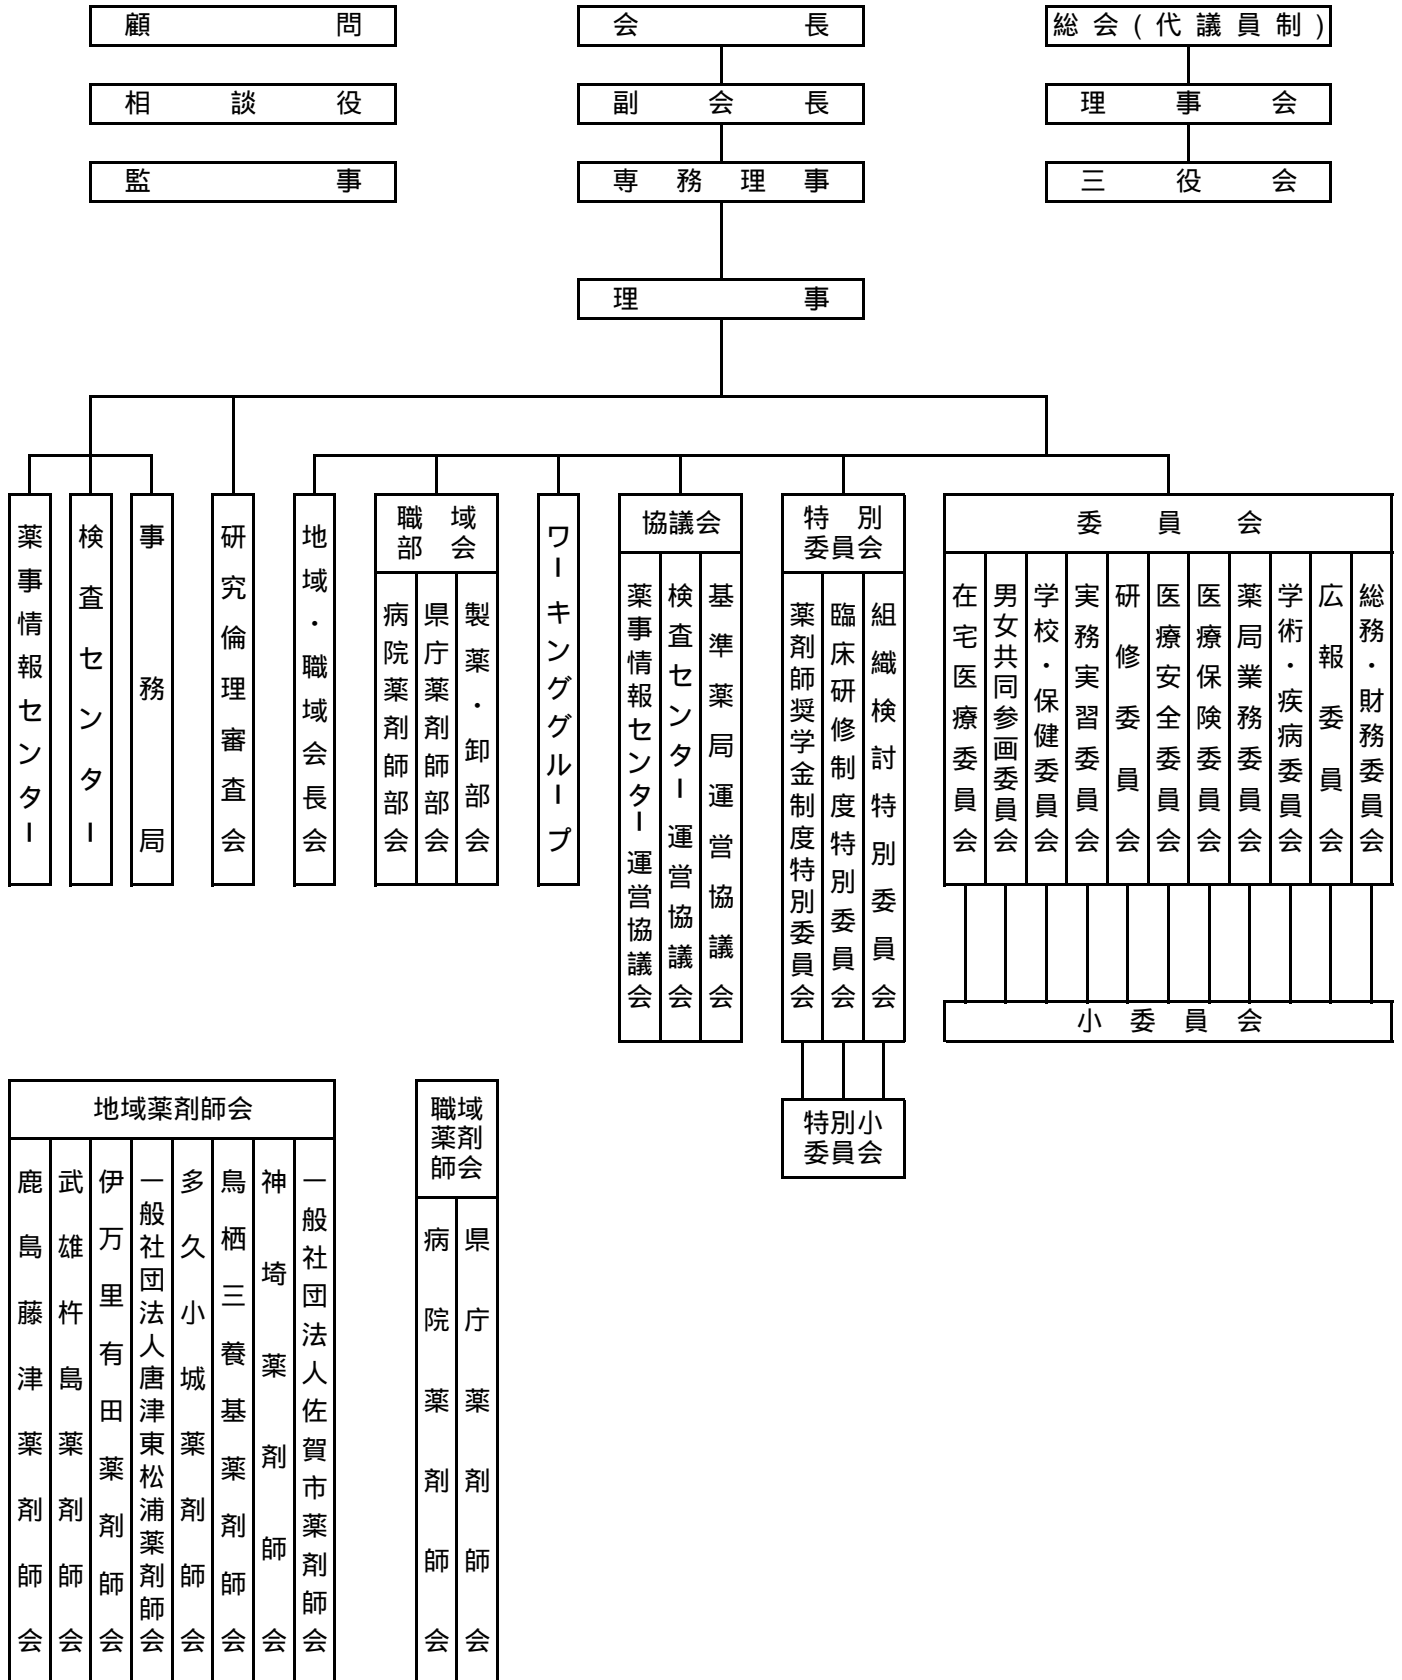 顧問
会長
総会(代議員制)
相談役
副会長
理事会
監事
専務理事
三役会
理事
薬事情報センター
検査センター
事務局
研究倫理審査会
地域・職域会長会
職域
部会
病院薬剤師部会
県庁薬剤師部会
製薬・卸部会
ワーキンググループ
協議会
薬事情報センター運営協議会
検査センター運営協議会
基準薬局運営協議会
特別
委員会
薬剤師奨学金制度特別委員会
臨床研修制度特別委員会
組織検討特別委員会
委員会
在宅医療委員会
男女共同参画委員会
学校・保健委員会
実務実習委員会
研修委員会
医療安全委員会
医療保険委員会
薬局業務委員会
学術・疾病委員会
広報委員会
総務・財務委員会
小委員会
特別小
委員会
地域薬剤師会
鹿島藤津薬剤師会
武雄杵島薬剤師会
伊万里有田薬剤師会
一般社団法人唐津東松浦薬剤師会
多久小城薬剤師会
鳥栖三養基薬剤師会
神埼薬剤師会
一般社団法人佐賀市薬剤師会
職域
薬剤
師会
病院薬剤師会
県庁薬剤師会